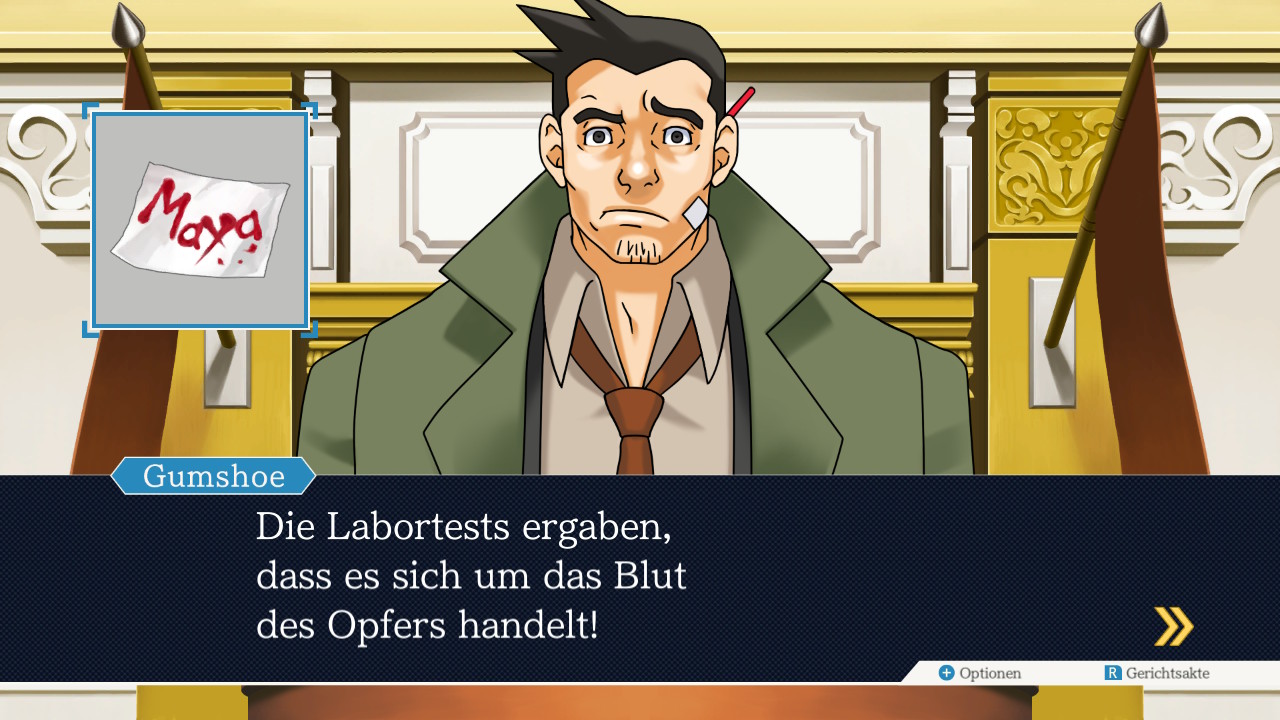 Maya
Gumshoe
Die Labortests ergaben,
dass es sich um das Blut
des Opfers handelt!
+ Optionen
R Gerichtsakte